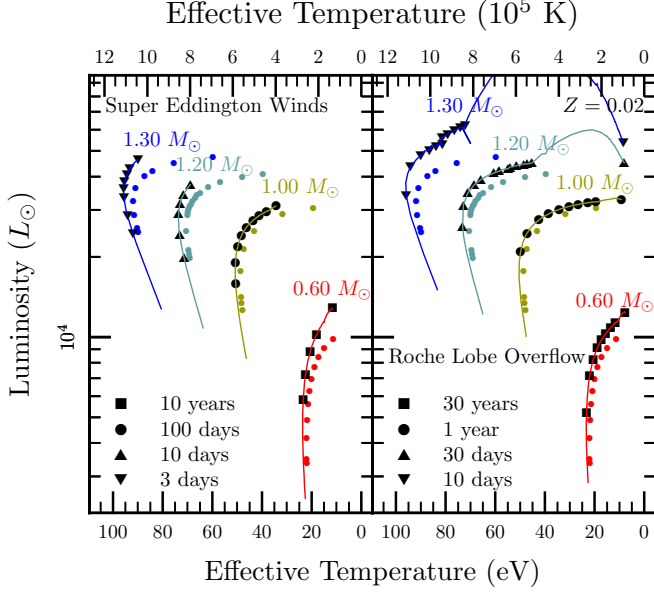 Effective Temperature (10⁵ K)
12 10 8 6 4 2 0 12 10 8 6 4 2 0
Super Eddington Winds
1.30 M⊙
1.20 M⊙
1.00 M⊙
0.60 M⊙
10 years
100 days
10 days
3 days
Z = 0.02
1.30 M⊙
1.20 M⊙
1.00 M⊙
0.60 M⊙
Roche Lobe Overflow
30 years
1 year
30 days
10 days
Luminosity (L⊙)
10⁴
100 80 60 40 20 0 100 80 60 40 20 0
Effective Temperature (eV)